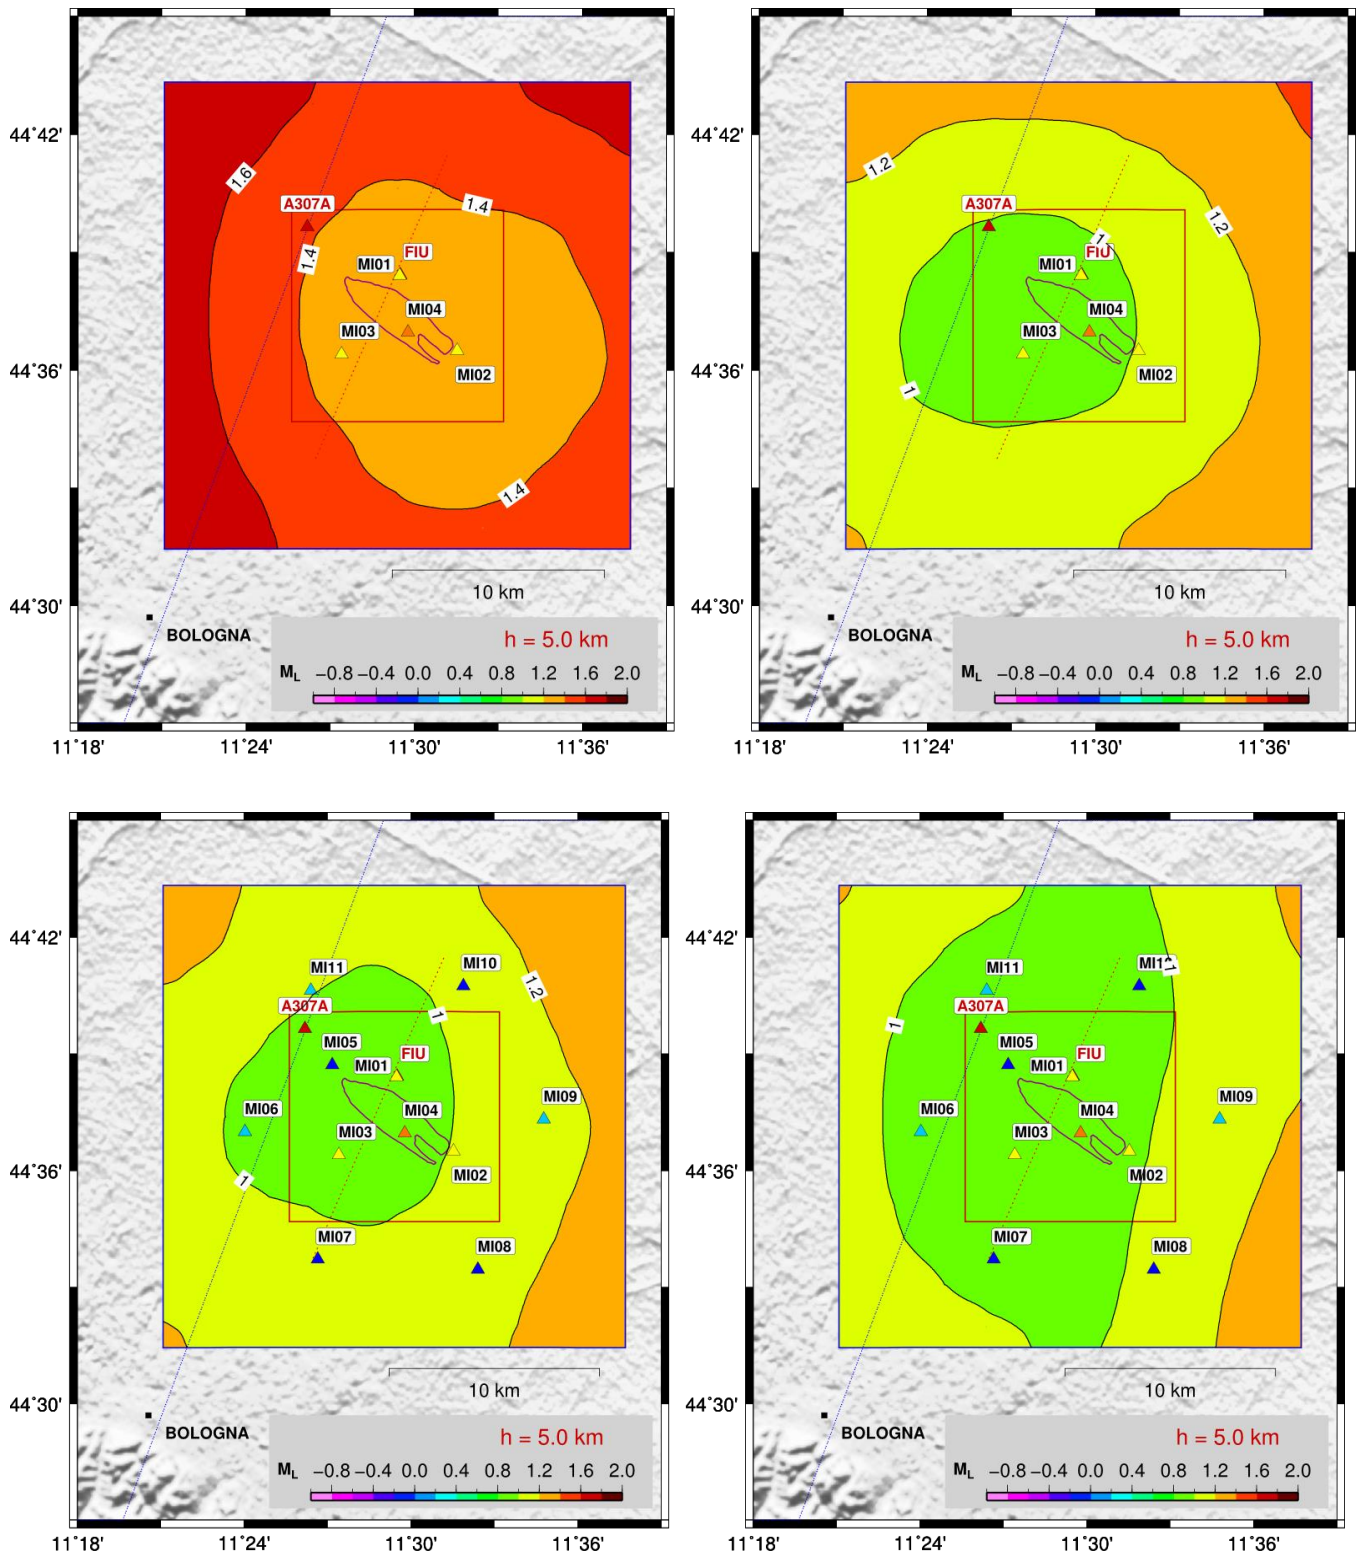 44°42'
44°36'
44°30'
1.6
1.4
1.4
1.4
A307A
FIU
MI01
MI04
MI03
MI02
10 km
BOLOGNA
h = 5.0 km
M_L −0.8 −0.4 0.0 0.4 0.8 1.2 1.6 2.0
11°18' 11°24' 11°30' 11°36'
44°42'
44°36'
44°30'
1.2
1.2
1
1
A307A
FIU
MI01
MI04
MI03
MI02
10 km
BOLOGNA
h = 5.0 km
M_L −0.8 −0.4 0.0 0.4 0.8 1.2 1.6 2.0
11°18' 11°24' 11°30' 11°36'
44°42'
44°36'
44°30'
MI11
MI10
1.2
A307A
1
MI05
FIU
MI01
MI09
MI06
MI04
MI03
MI02
1
MI07
MI08
10 km
BOLOGNA
h = 5.0 km
M_L −0.8 −0.4 0.0 0.4 0.8 1.2 1.6 2.0
11°18' 11°24' 11°30' 11°36'
44°42'
44°36'
44°30'
MI11
1
A307A
1
MI05
FIU
MI01
MI09
MI06
MI04
MI03
MI02
MI07
MI08
10 km
BOLOGNA
h = 5.0 km
M_L −0.8 −0.4 0.0 0.4 0.8 1.2 1.6 2.0
11°18' 11°24' 11°30' 11°36'